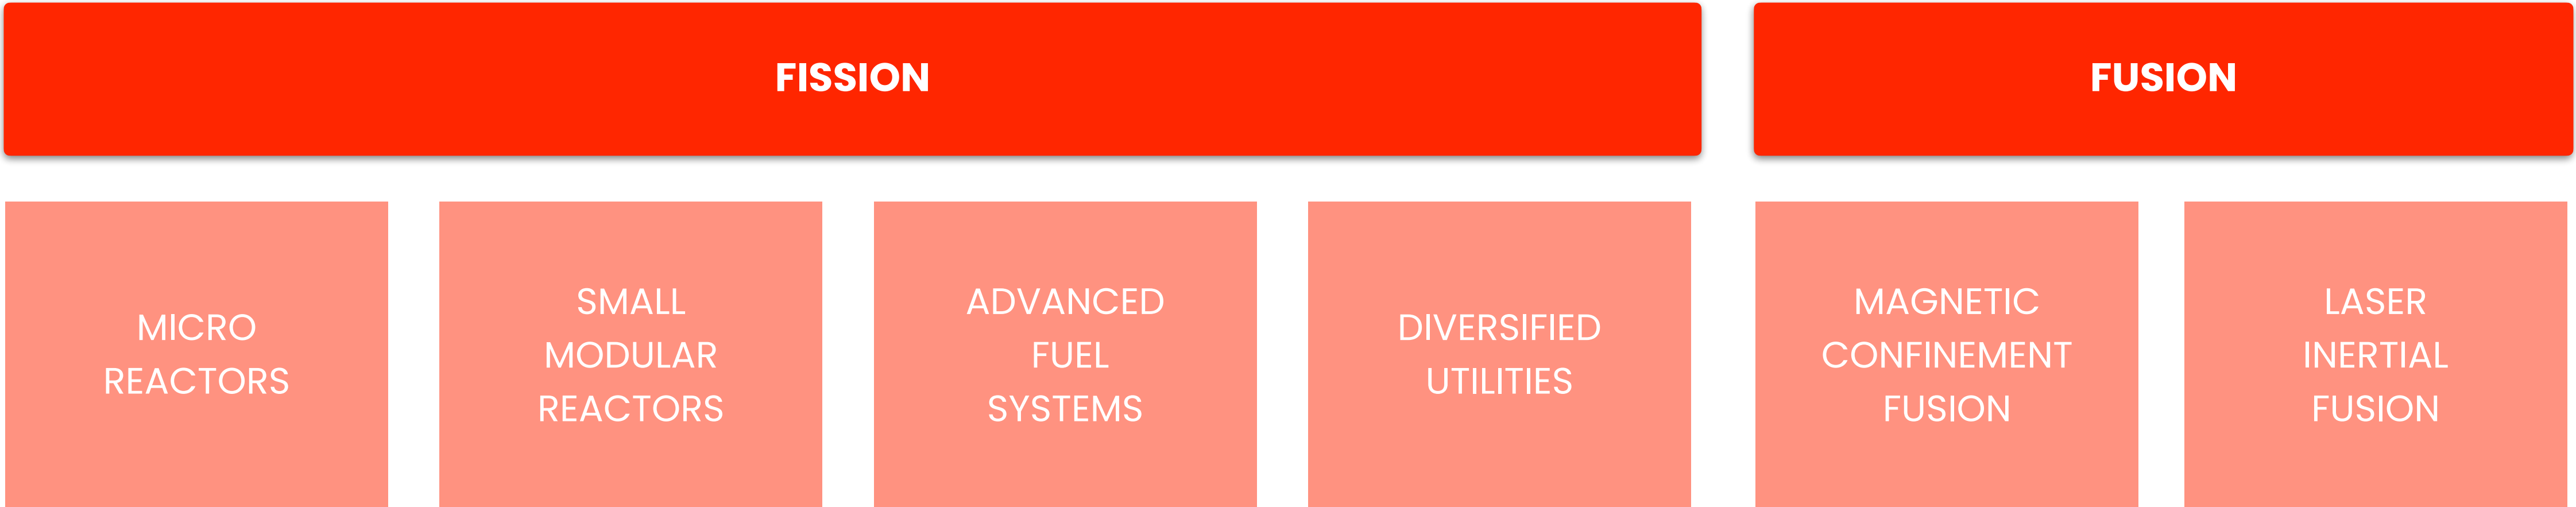 FISSION
FUSION
MICRO
REACTORS
SMALL
MODULAR
REACTORS
ADVANCED
FUEL
SYSTEMS
DIVERSIFIED
UTILITIES
MAGNETIC
CONFINEMENT
FUSION
LASER
INERTIAL
FUSION